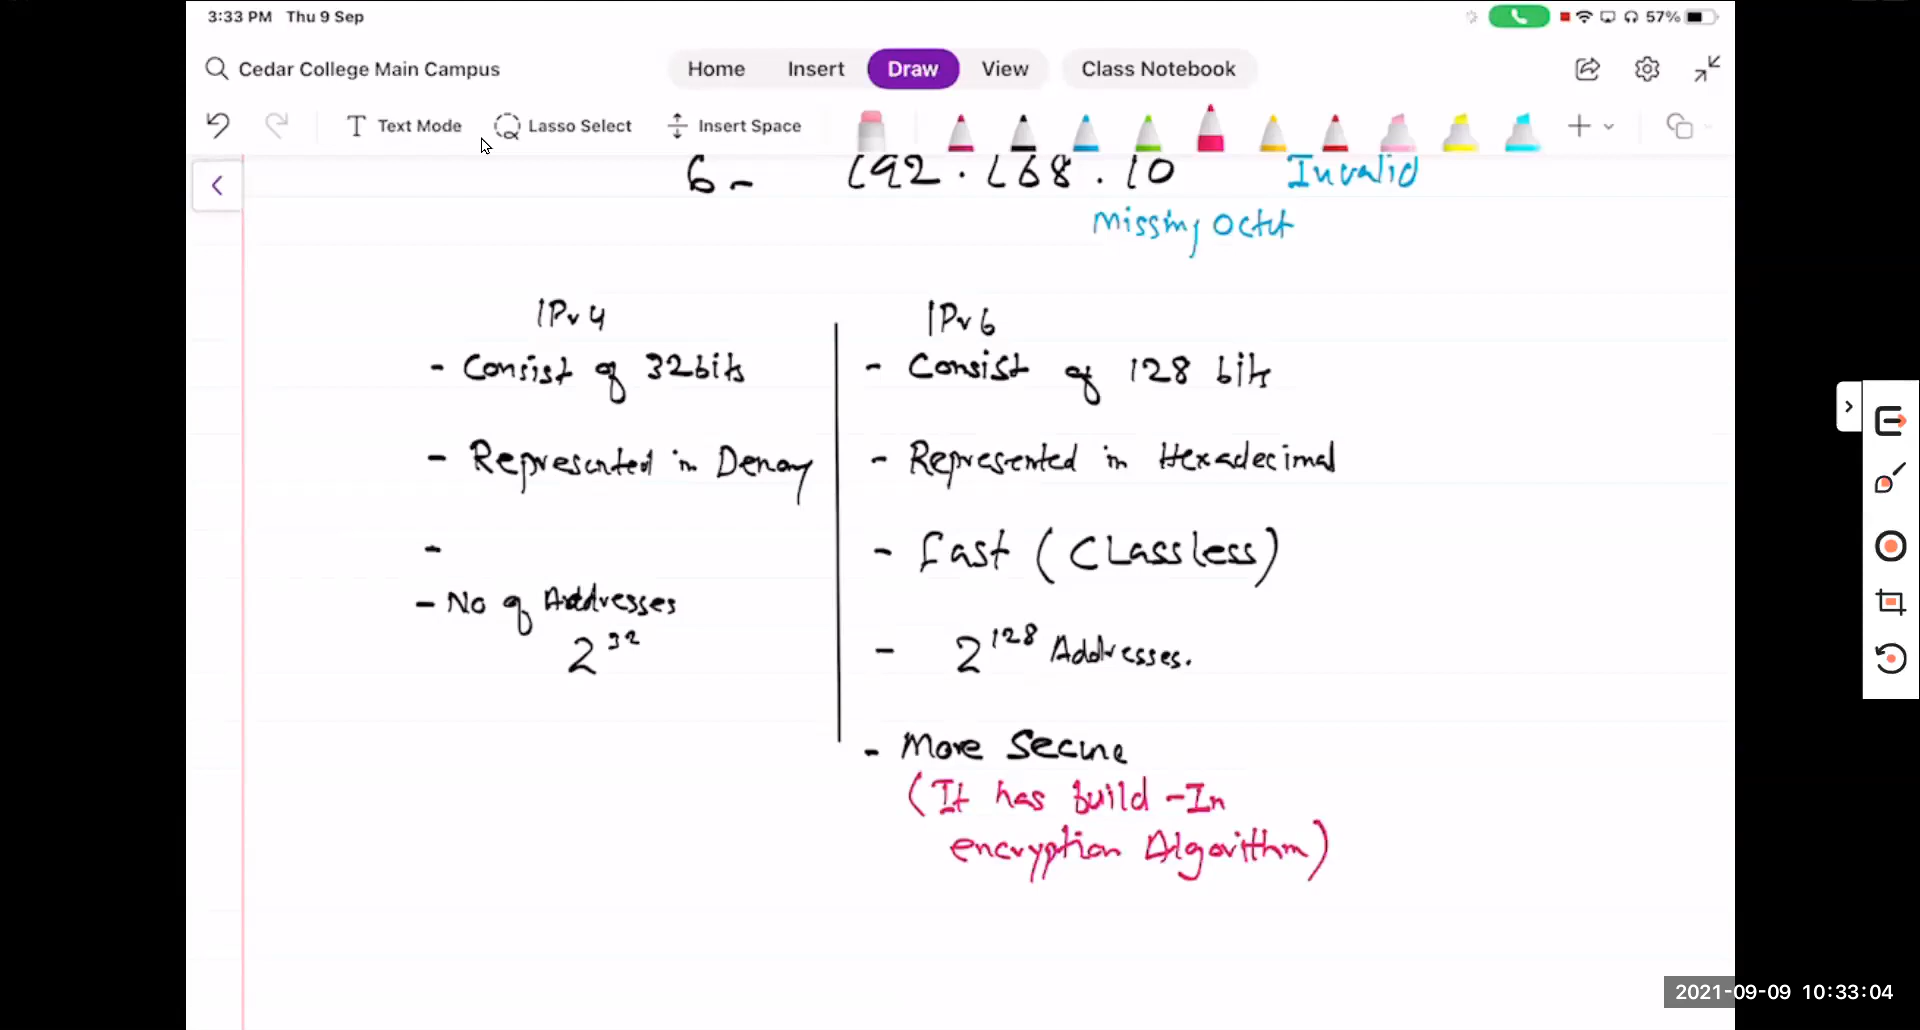 3:33 PM Thu 9 Sep
57%
Cedar College Main Campus
Home Insert Draw View Class Notebook
Text Mode Lasso Select Insert Space
6- 192.168.10 Invalid
Missing Octet
IPv4
- Consist of 32bits
- Represented in Denary
-
- No of Addresses
2^32
IPv6
- Consist of 128 bits
- Represented in Hexadecimal
- Fast (Classless)
- 2^128 Addresses.
- More Secure
(It has build-In
encryption Algorithm)
2021-09-09 10:33:04